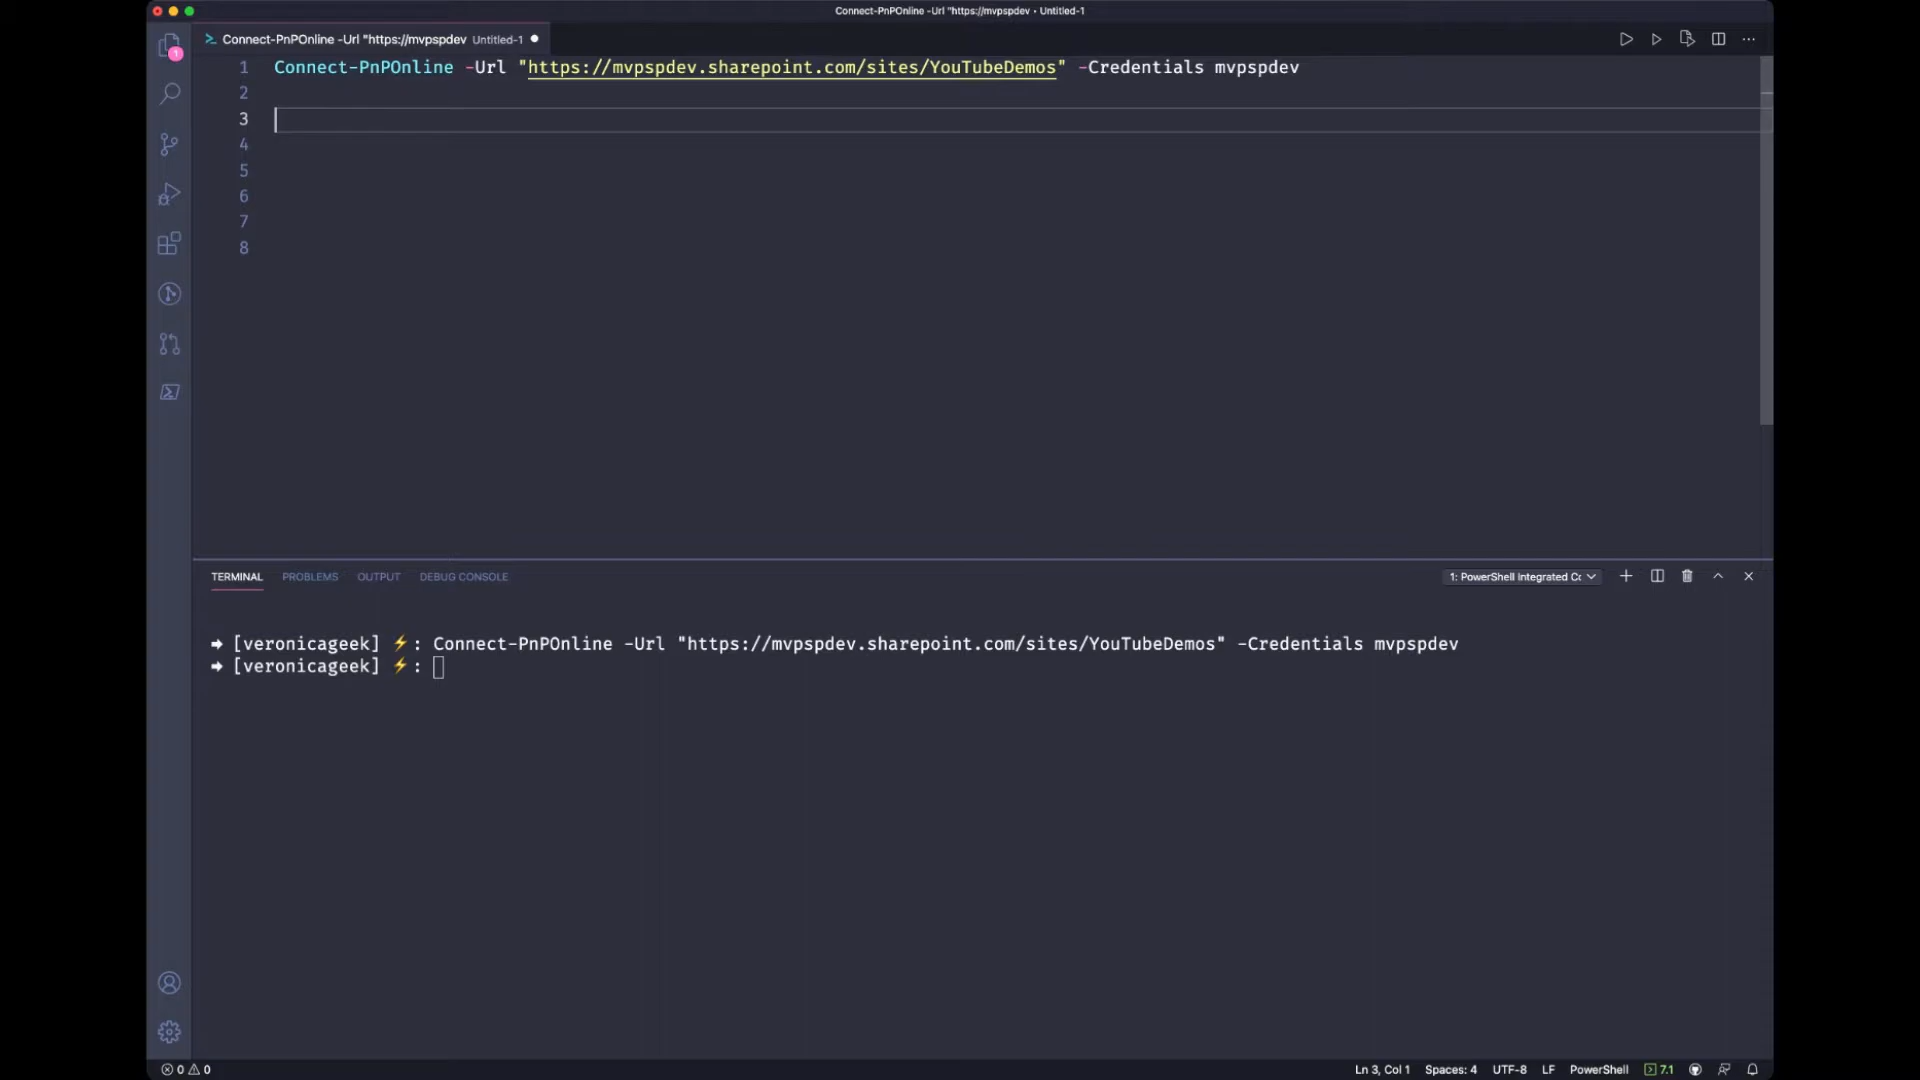 Connect-PnPOnline -Url "https://mvpspdev • Untitled-1
Connect-PnPOnline -Url "https://mvpspdev Untitled-1
1
1 Connect-PnPOnline -Url "https://mvpspdev.sharepoint.com/sites/YouTubeDemos" -Credentials mvpspdev
2
3
4
5
6
7
8
TERMINAL PROBLEMS OUTPUT DEBUG CONSOLE 1: PowerShell Integrated Cc
➜ [veronicageek] ⚡: Connect-PnPOnline -Url "https://mvpspdev.sharepoint.com/sites/YouTubeDemos" -Credentials mvpspdev
➜ [veronicageek] ⚡:
0 0 Ln 3, Col 1 Spaces: 4 UTF-8 LF PowerShell 7.1